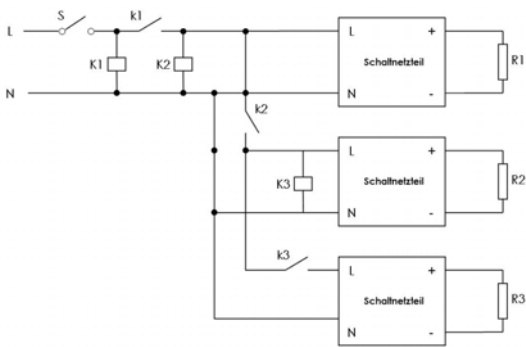 L S k1 L + R1
K1 K2 Schaltnetzteil
N N -
k2
L + R2
K3 Schaltnetzteil
N -
k3 L + R3
Schaltnetzteil
N -